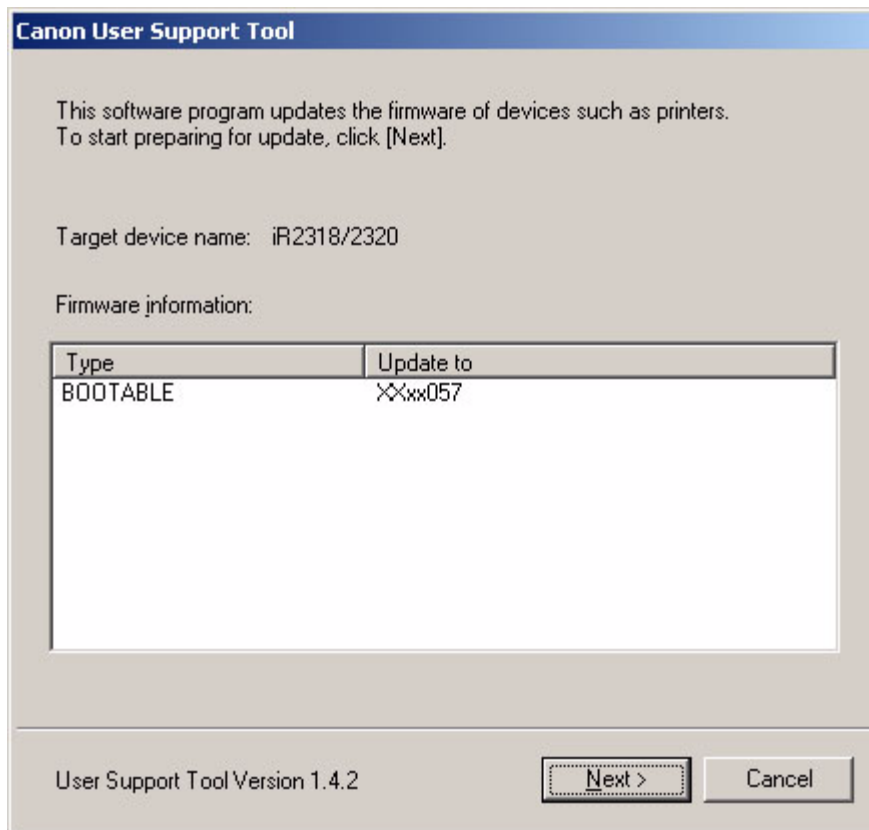 Canon User Support Tool
This software program updates the firmware of devices such as printers.
To start preparing for update, click [Next].
Target device name: iR2318/2320
Firmware information:
Type Update to
BOOTABLE XXxx057
User Support Tool Version 1.4.2 Next > Cancel